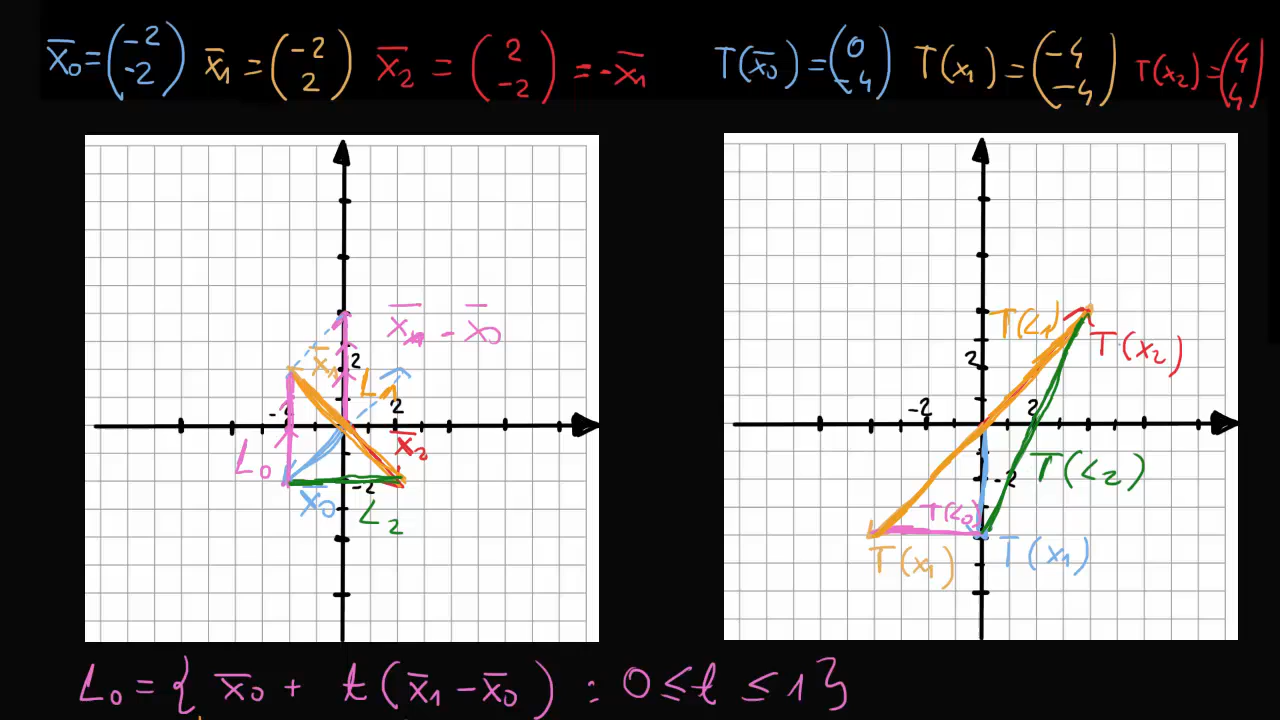 x̄₀ = (-2 -2) x̄₁ = (-2 2) x̄₂ = (2 -2) = -x̄₁ T(x̄₀) = (0 -4) T(x₁) = (-4 -4) T(x₂) = (4 4)
x̄₁ - x̄₀
x̄₁ 2 L₁
-2 2
L₀ x̄₂
x̄₀ -2
L₂
T(L₁)
2 T(x₂)
-2 2
-2 T(L₂)
T(L₀)
T(x₁) T(x₁)
L₀ = { x̄₀ + t(x̄₁ - x̄₀) : 0 ≤ t ≤ 1 }